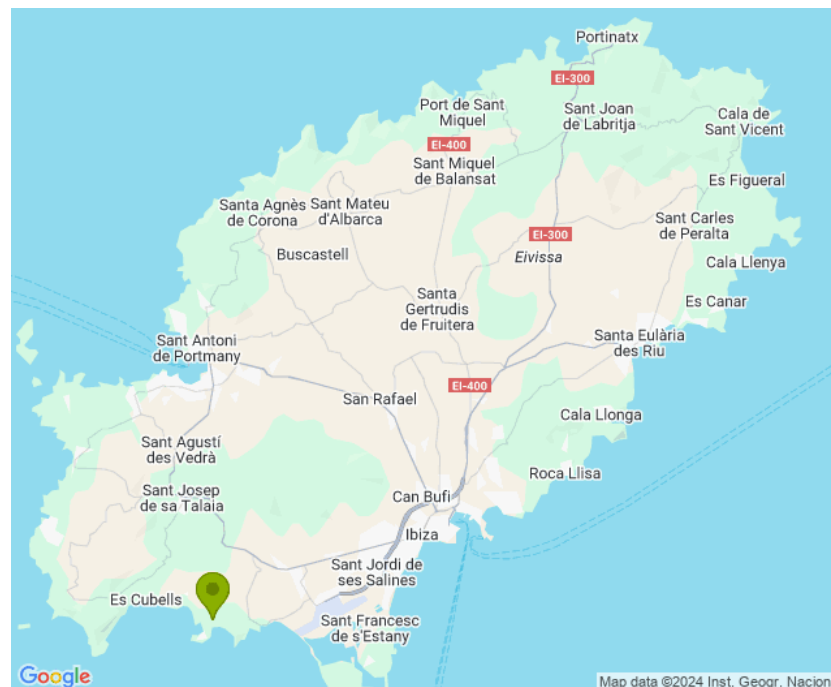 Portinatx
EI-300
Port de Sant
Miquel
Sant Joan
de Labritja
Cala de
Sant Vicent
EI-400
Sant Miquel
de Balansat
Es Figueral
Santa Agnès
de Corona
Sant Mateu
d'Albarca
Sant Carles
de Peralta
EI-300
Buscastell
Eivissa
Cala Llenya
Santa
Gertrudis
de Fruitera
Es Canar
Sant Antoni
de Portmany
Santa Eulària
des Riu
EI-400
San Rafael
Cala Llonga
Sant Agustí
des Vedrà
Roca Llisa
Sant Josep
de sa Talaia
Can Bufi
Ibiza
Sant Jordi de
ses Salines
Es Cubells
Sant Francesc
de s'Estany
Google
Map data ©2024 Inst. Geogr. Nacion